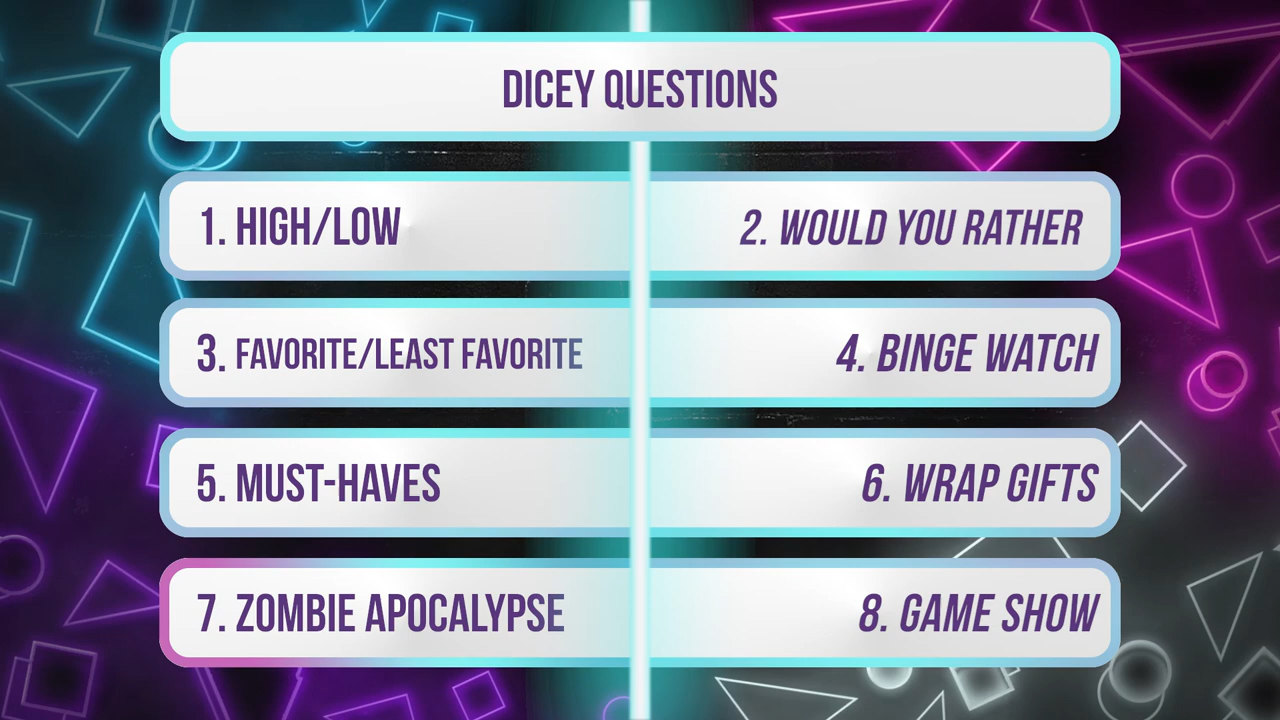 DICEY QUESTIONS
1. HIGH/LOW
2. WOULD YOU RATHER
3. FAVORITE/LEAST FAVORITE
4. BINGE WATCH
5. MUST-HAVES
6. WRAP GIFTS
7. ZOMBIE APOCALYPSE
8. GAME SHOW